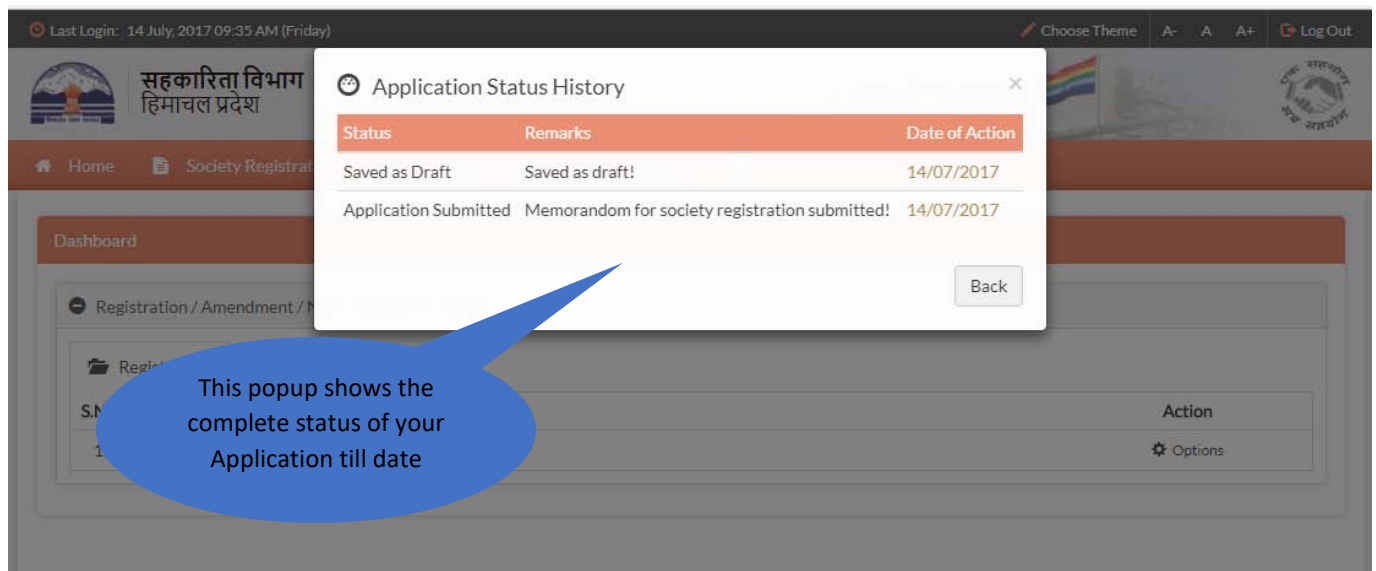 Last Login: 14 July, 2017 09:35 AM (Friday)
Choose Theme A- A A+ Log Out
सहकारिता विभाग
हिमाचल प्रदेश
Application Status History
×
Status Remarks Date of Action
Home Society
Saved as Draft Saved as draft! 14/07/2017
Application Submitted Memorandom for society registration submitted! 14/07/2017
Dashboard
Back
Registration / Amendment /
This popup shows the
complete status of your
Application till date
Action
1
Options